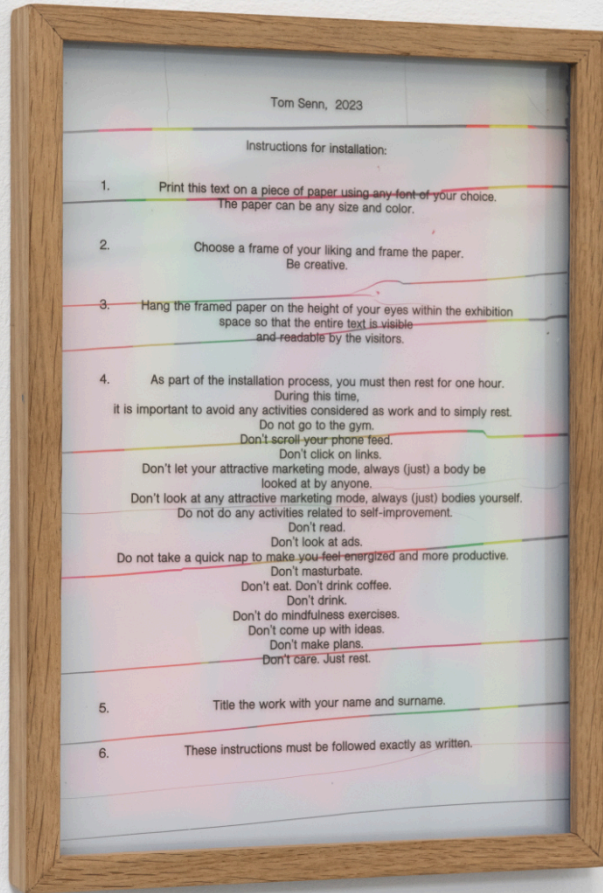 Tom Senn, 2023
Instructions for installation:
1. Print this text on a piece of paper using any font of your choice.
The paper can be any size and color.
2. Choose a frame of your liking and frame the paper.
Be creative.
3. Hang the framed paper on the height of your eyes within the exhibition
space so that the entire text is visible
and readable by the visitors.
4. As part of the installation process, you must then rest for one hour.
During this time,
it is important to avoid any activities considered as work and to simply rest.
Do not go to the gym.
Don't scroll your phone feed.
Don't click on links.
Don't let your attractive marketing mode, always (just) a body be
looked at by anyone.
Don't look at any attractive marketing mode, always (just) bodies yourself.
Do not do any activities related to self-improvement.
Don't read.
Don't look at ads.
Do not take a quick nap to make you feel energized and more productive.
Don't masturbate.
Don't eat. Don't drink coffee.
Don't drink.
Don't do mindfulness exercises.
Don't come up with ideas.
Don't make plans.
Don't care. Just rest.
5. Title the work with your name and surname.
6. These instructions must be followed exactly as written.